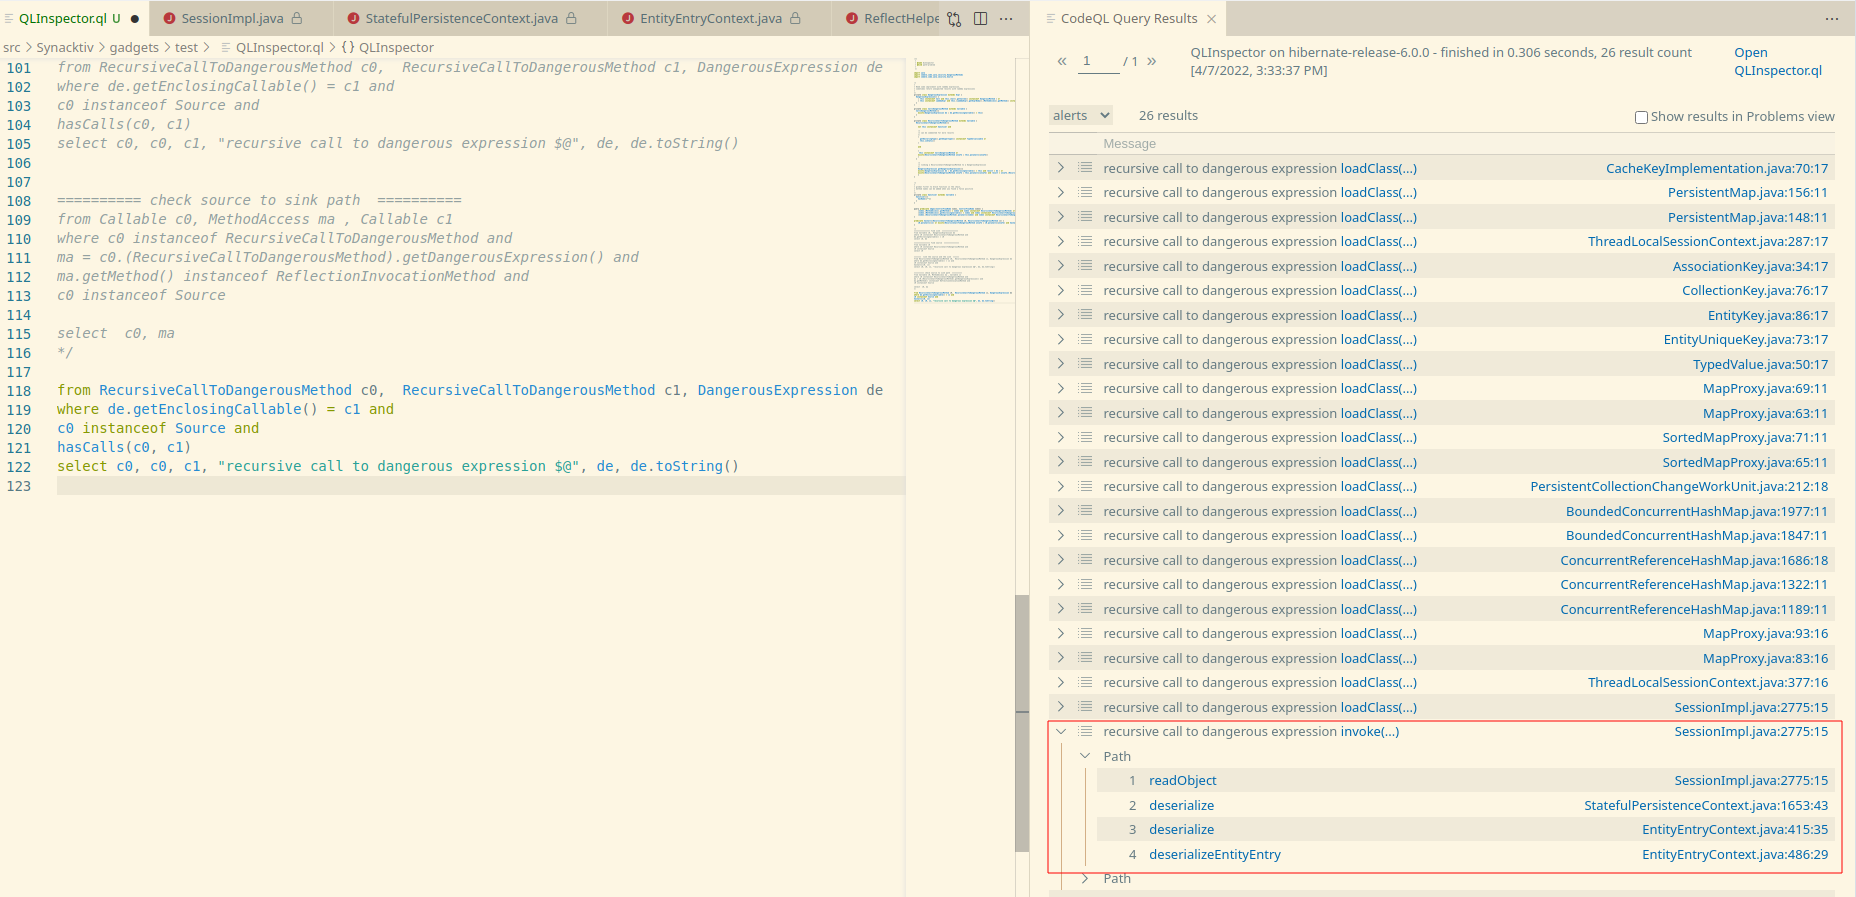 QLInspector.ql U ● SessionImpl.java StatefulPersistenceContext.java EntityEntryContext.java ReflectHelpe ···
src > Synacktiv > gadgets > test > QLInspector.ql > {} QLInspector
101 from RecursiveCallToDangerousMethod c0,  RecursiveCallToDangerousMethod c1, DangerousExpression de
102 where de.getEnclosingCallable() = c1 and
103 c0 instanceof Source and
104 hasCalls(c0, c1)
105 select c0, c0, c1, "recursive call to dangerous expression $@", de, de.toString()
106
107
108 ========== check source to sink path  ==========
109 from Callable c0, MethodAccess ma , Callable c1
110 where c0 instanceof RecursiveCallToDangerousMethod and
111 ma = c0.(RecursiveCallToDangerousMethod).getDangerousExpression() and
112 ma.getMethod() instanceof ReflectionInvocationMethod and
113 c0 instanceof Source
114
115 select  c0, ma
116 */
117
118 from RecursiveCallToDangerousMethod c0,  RecursiveCallToDangerousMethod c1, DangerousExpression de
119 where de.getEnclosingCallable() = c1 and
120 c0 instanceof Source and
121 hasCalls(c0, c1)
122 select c0, c0, c1, "recursive call to dangerous expression $@", de, de.toString()
123
CodeQL Query Results × ···
« 1 / 1 »
QLInspector on hibernate-release-6.0.0 - finished in 0.306 seconds, 26 result count
[4/7/2022, 3:33:37 PM]
Open
QLInspector.ql
alerts 26 results Show results in Problems view
Message
recursive call to dangerous expression loadClass(...) CacheKeyImplementation.java:70:17
recursive call to dangerous expression loadClass(...) PersistentMap.java:156:11
recursive call to dangerous expression loadClass(...) PersistentMap.java:148:11
recursive call to dangerous expression loadClass(...) ThreadLocalSessionContext.java:287:17
recursive call to dangerous expression loadClass(...) AssociationKey.java:34:17
recursive call to dangerous expression loadClass(...) CollectionKey.java:76:17
recursive call to dangerous expression loadClass(...) EntityKey.java:86:17
recursive call to dangerous expression loadClass(...) EntityUniqueKey.java:73:17
recursive call to dangerous expression loadClass(...) TypedValue.java:50:17
recursive call to dangerous expression loadClass(...) MapProxy.java:69:11
recursive call to dangerous expression loadClass(...) MapProxy.java:63:11
recursive call to dangerous expression loadClass(...) SortedMapProxy.java:71:11
recursive call to dangerous expression loadClass(...) SortedMapProxy.java:65:11
recursive call to dangerous expression loadClass(...) PersistentCollectionChangeWorkUnit.java:212:18
recursive call to dangerous expression loadClass(...) BoundedConcurrentHashMap.java:1977:11
recursive call to dangerous expression loadClass(...) BoundedConcurrentHashMap.java:1847:11
recursive call to dangerous expression loadClass(...) ConcurrentReferenceHashMap.java:1686:18
recursive call to dangerous expression loadClass(...) ConcurrentReferenceHashMap.java:1322:11
recursive call to dangerous expression loadClass(...) ConcurrentReferenceHashMap.java:1189:11
recursive call to dangerous expression loadClass(...) MapProxy.java:93:16
recursive call to dangerous expression loadClass(...) MapProxy.java:83:16
recursive call to dangerous expression loadClass(...) ThreadLocalSessionContext.java:377:16
recursive call to dangerous expression loadClass(...) SessionImpl.java:2775:15
recursive call to dangerous expression invoke(...) SessionImpl.java:2775:15
Path
1 readObject SessionImpl.java:2775:15
2 deserialize StatefulPersistenceContext.java:1653:43
3 deserialize EntityEntryContext.java:415:35
4 deserializeEntityEntry EntityEntryContext.java:486:29
Path